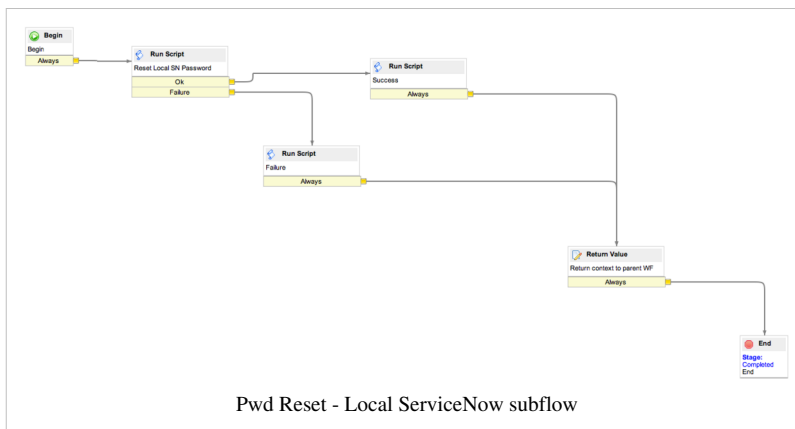 Begin
Begin
Always
Run Script
Reset Local SN Password
Ok
Failure
Run Script
Success
Always
Run Script
Failure
Always
Return Value
Return context to parent WF
Always
End
Stage:
Completed
End
Pwd Reset - Local ServiceNow subflow